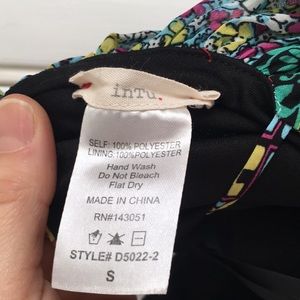 intu.
SELF: 100% POLYESTER
LINING:100%POLYESTER
Hand Wash
Do Not Bleach
Flat Dry
MADE IN CHINA
RN#143051
STYLE# D5022-2
S